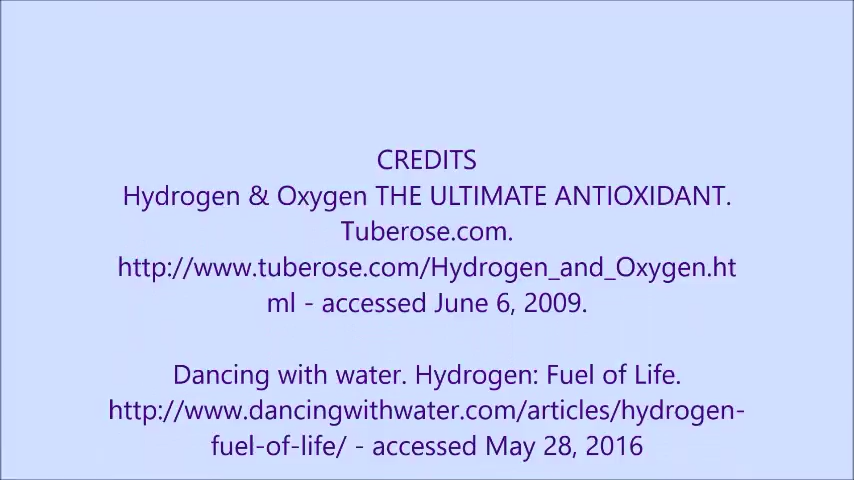 CREDITS
Hydrogen & Oxygen THE ULTIMATE ANTIOXIDANT.
Tuberose.com.
http://www.tuberose.com/Hydrogen_and_Oxygen.ht
ml - accessed June 6, 2009.
Dancing with water. Hydrogen: Fuel of Life.
http://www.dancingwithwater.com/articles/hydrogen-
fuel-of-life/ - accessed May 28, 2016